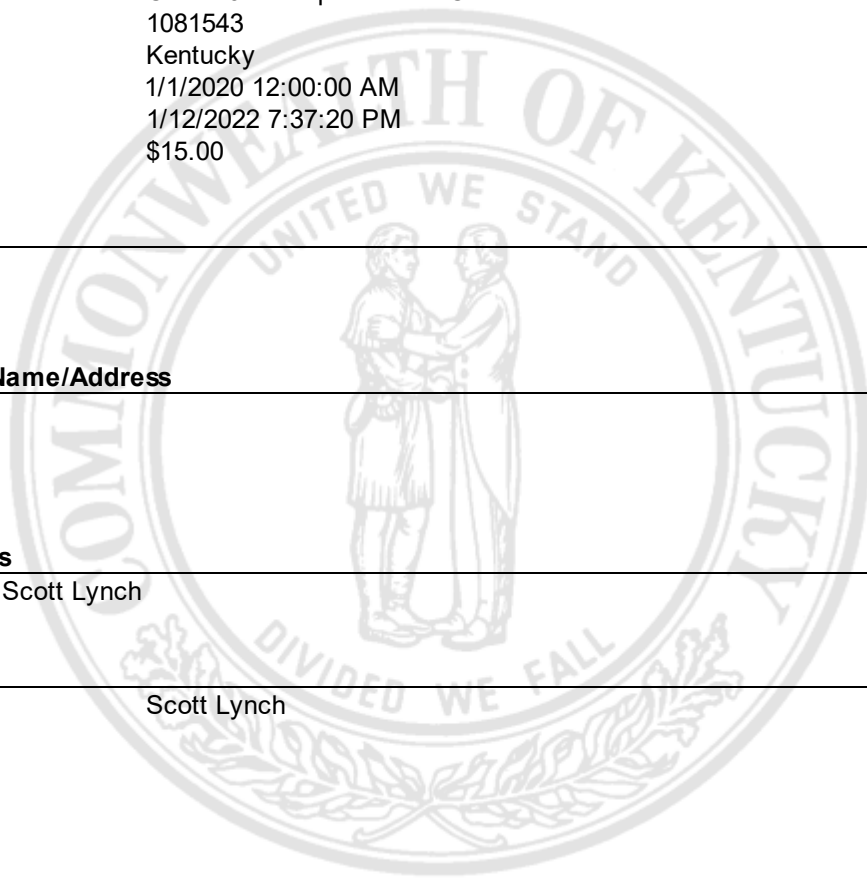 1081543
Kentucky
1/1/2020 12:00:00 AM
1/12/2022 7:37:20 PM
$15.00
COMMONWEALTH OF KENTUCKY
UNITED WE STAND
Name/Address
s
Scott Lynch
DIVIDED WE FALL
Scott Lynch